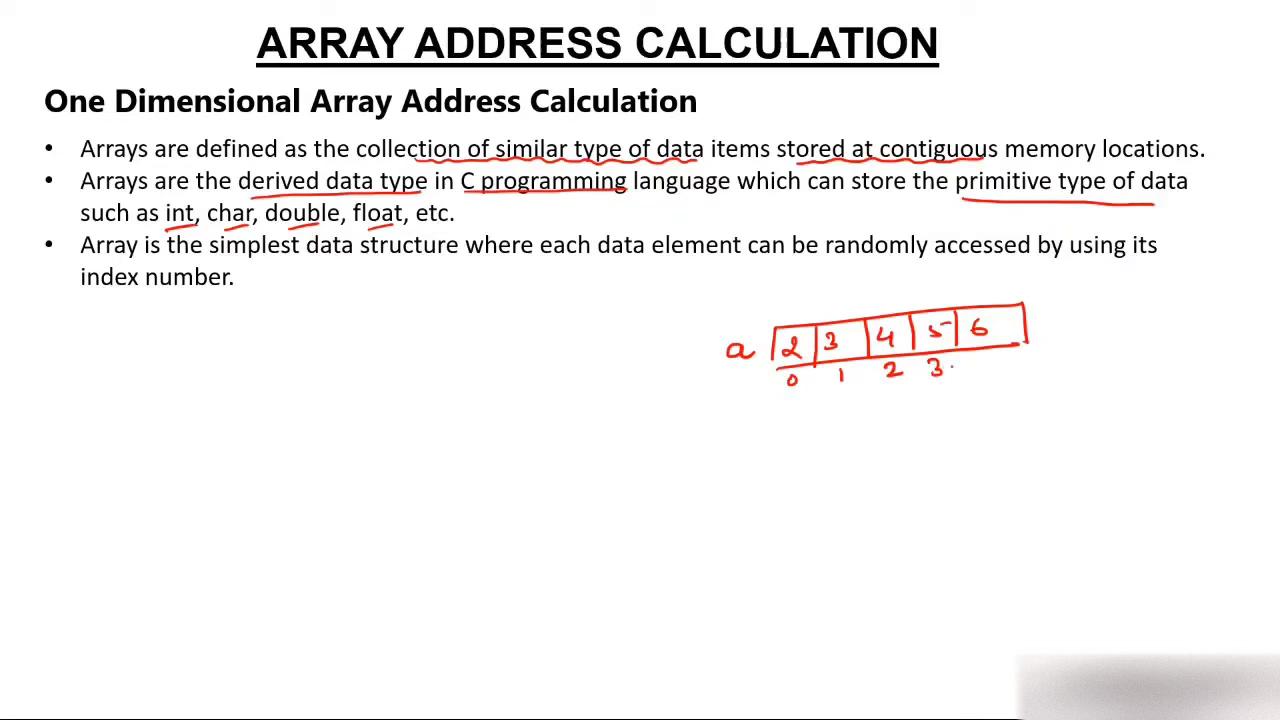 ARRAY ADDRESS CALCULATION
One Dimensional Array Address Calculation
• Arrays are defined as the collection of similar type of data items stored at contiguous memory locations.
• Arrays are the derived data type in C programming language which can store the primitive type of data
such as int, char, double, float, etc.
• Array is the simplest data structure where each data element can be randomly accessed by using its
index number.
a 2 3 4 5 6
0 1 2 3